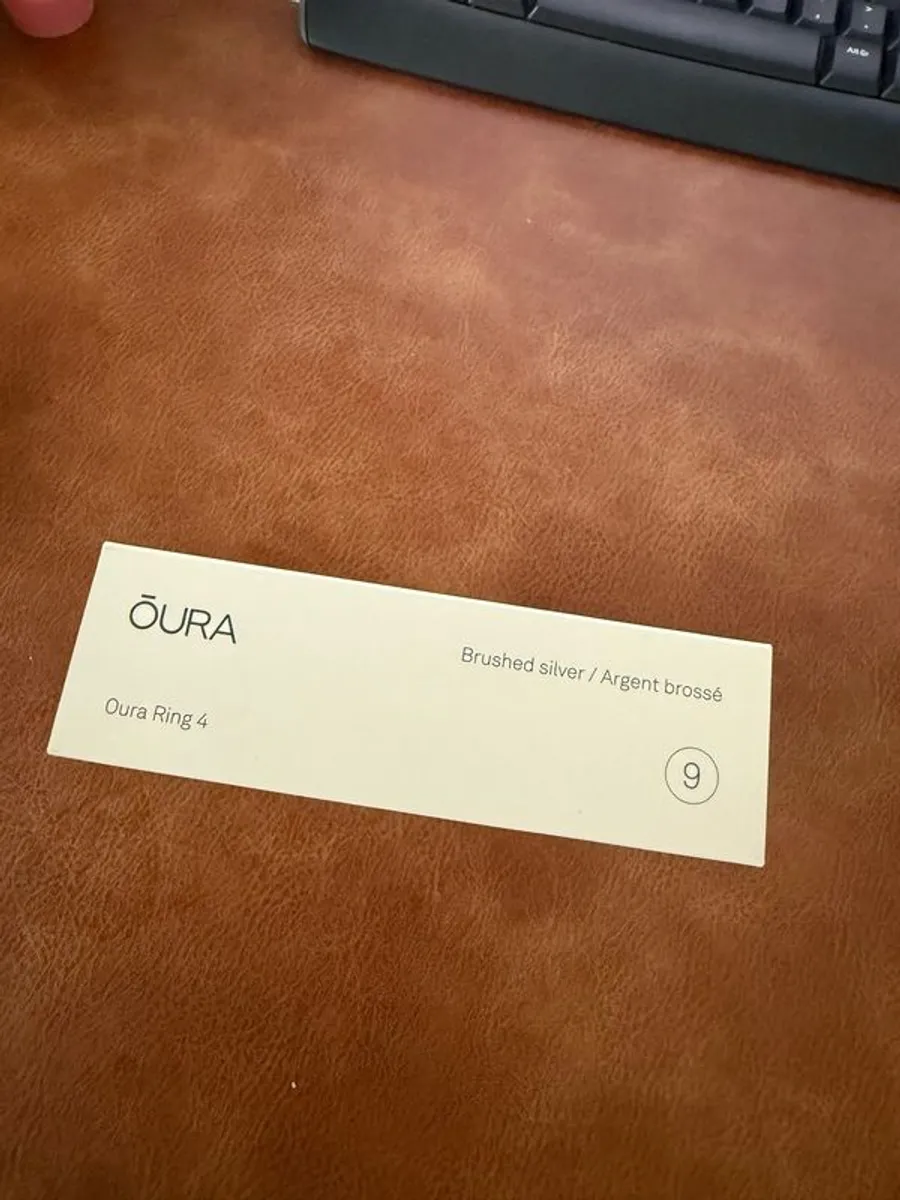 ŌURA
Brushed silver / Argent brossé
Oura Ring 4
9